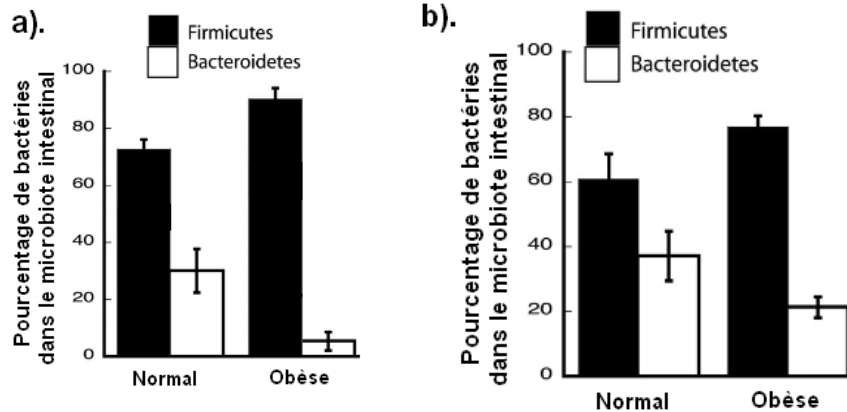 a).
Firmicutes
Bacteroidetes
Pourcentage de bactéries
dans le microbiote intestinal
100
80
60
40
20
0
Normal
Obèse
b).
Firmicutes
Bacteroidetes
Pourcentage de bactéries
dans le microbiote intestinal
100
80
60
40
20
0
Normal
Obèse